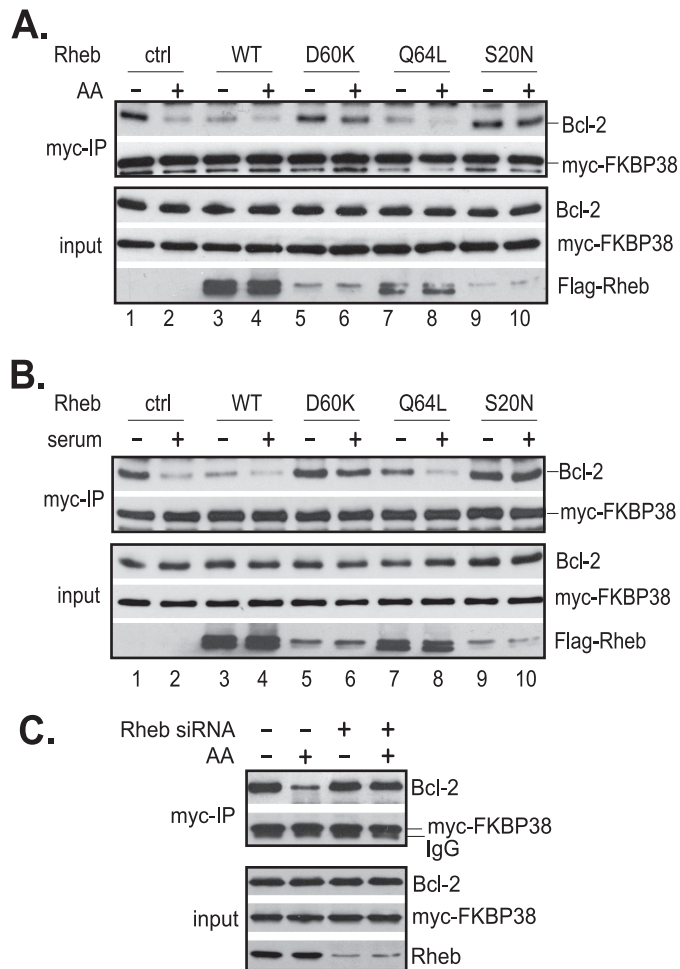 A.
Rheb ctrl WT D60K Q64L S20N
AA – + – + – + – + – +
myc-IP
Bcl-2
myc-FKBP38
input
Bcl-2
myc-FKBP38
Flag-Rheb
1 2 3 4 5 6 7 8 9 10
B.
Rheb ctrl WT D60K Q64L S20N
serum – + – + – + – + – +
myc-IP
Bcl-2
myc-FKBP38
input
Bcl-2
myc-FKBP38
Flag-Rheb
1 2 3 4 5 6 7 8 9 10
C.
Rheb siRNA – – + +
AA – + – +
myc-IP
Bcl-2
myc-FKBP38
IgG
input
Bcl-2
myc-FKBP38
Rheb